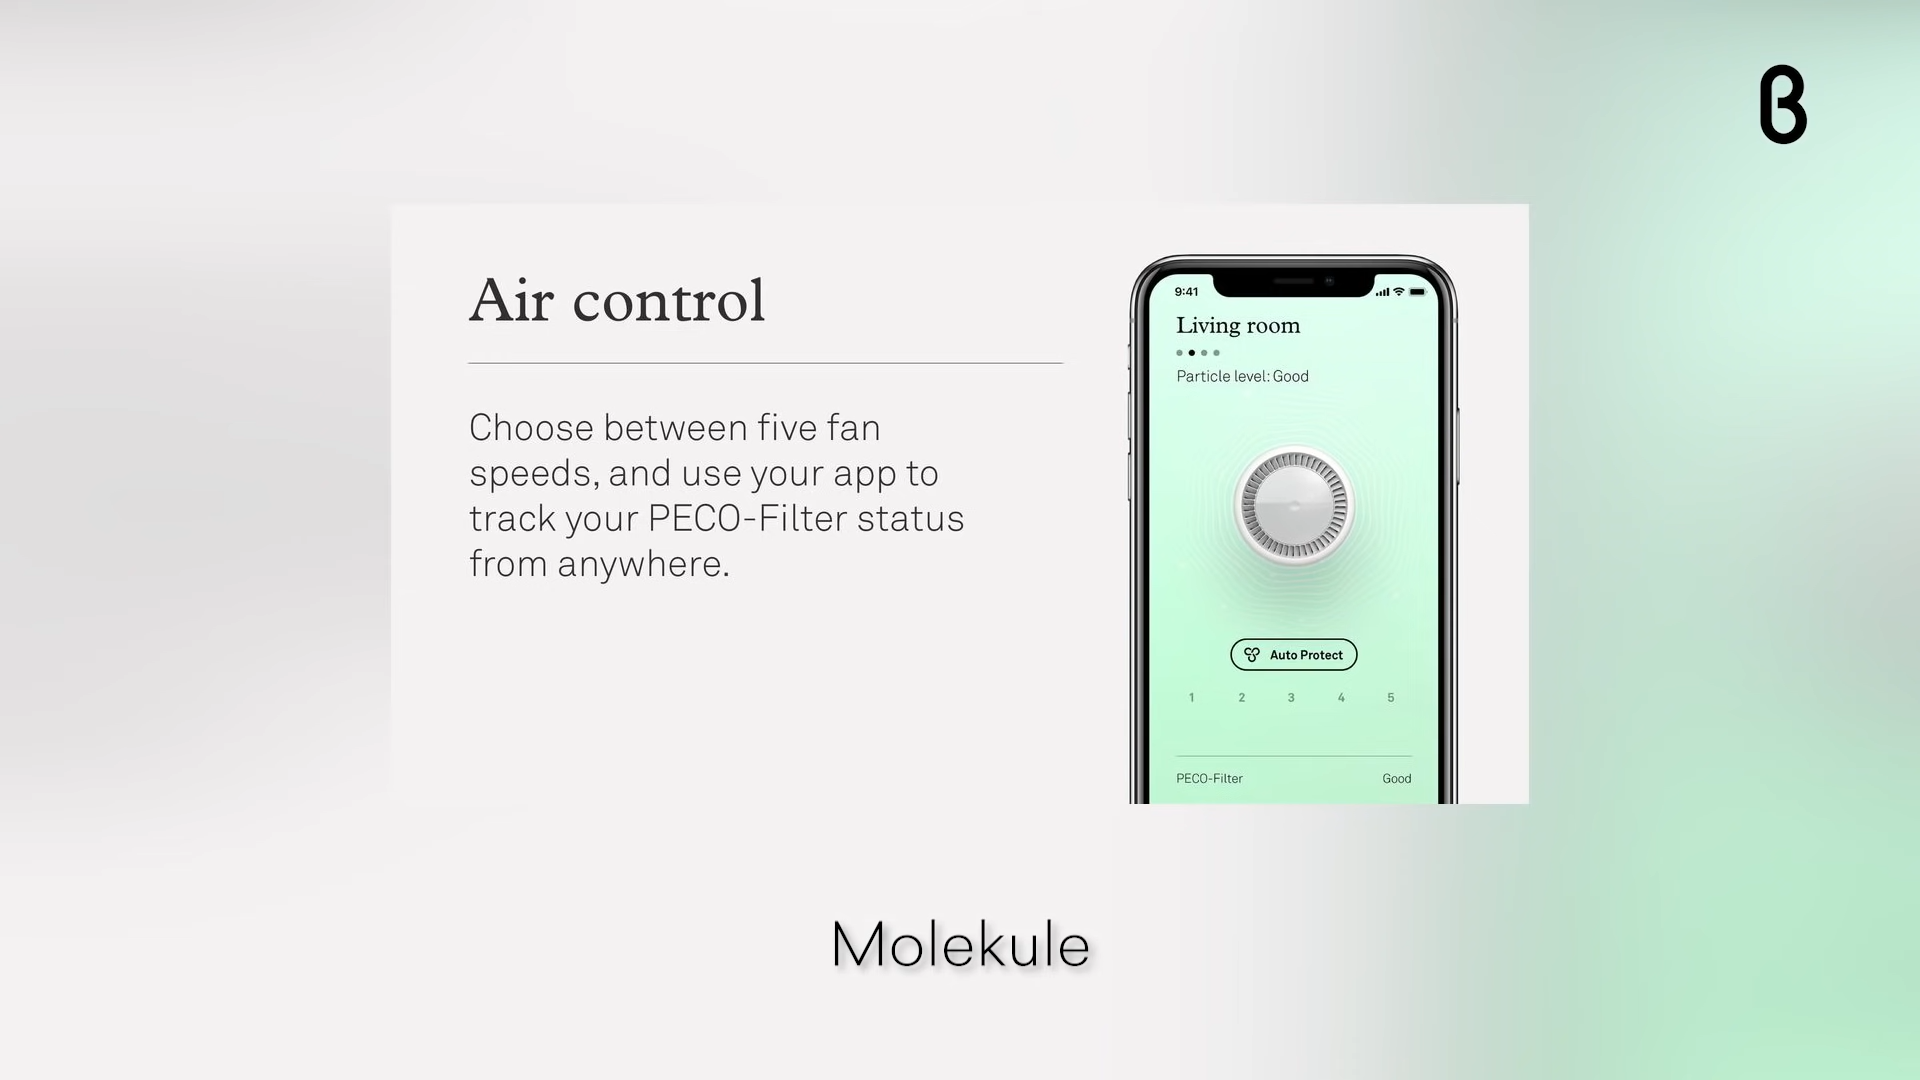 Air control
Choose between five fan
speeds, and use your app to
track your PECO-Filter status
from anywhere.
9:41
Living room
Particle level: Good
Auto Protect
1 2 3 4 5
PECO-Filter Good
Molekule